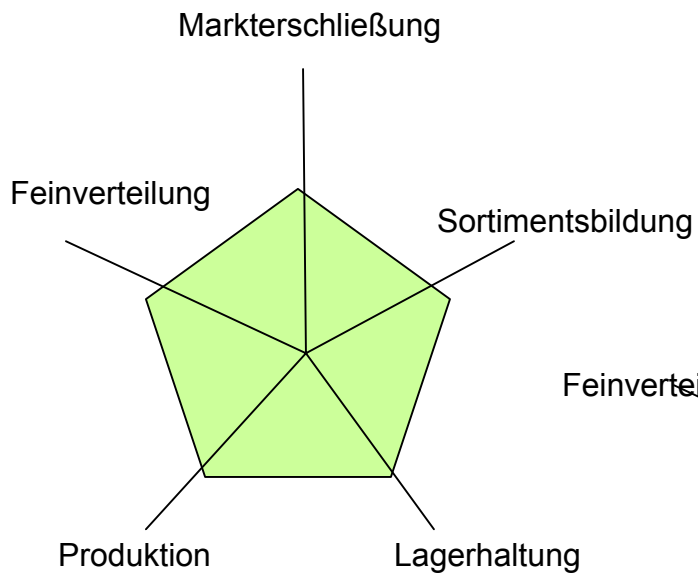 Markterschließung
Feinverteilung
Sortimentsbildung
Produktion
Lagerhaltung